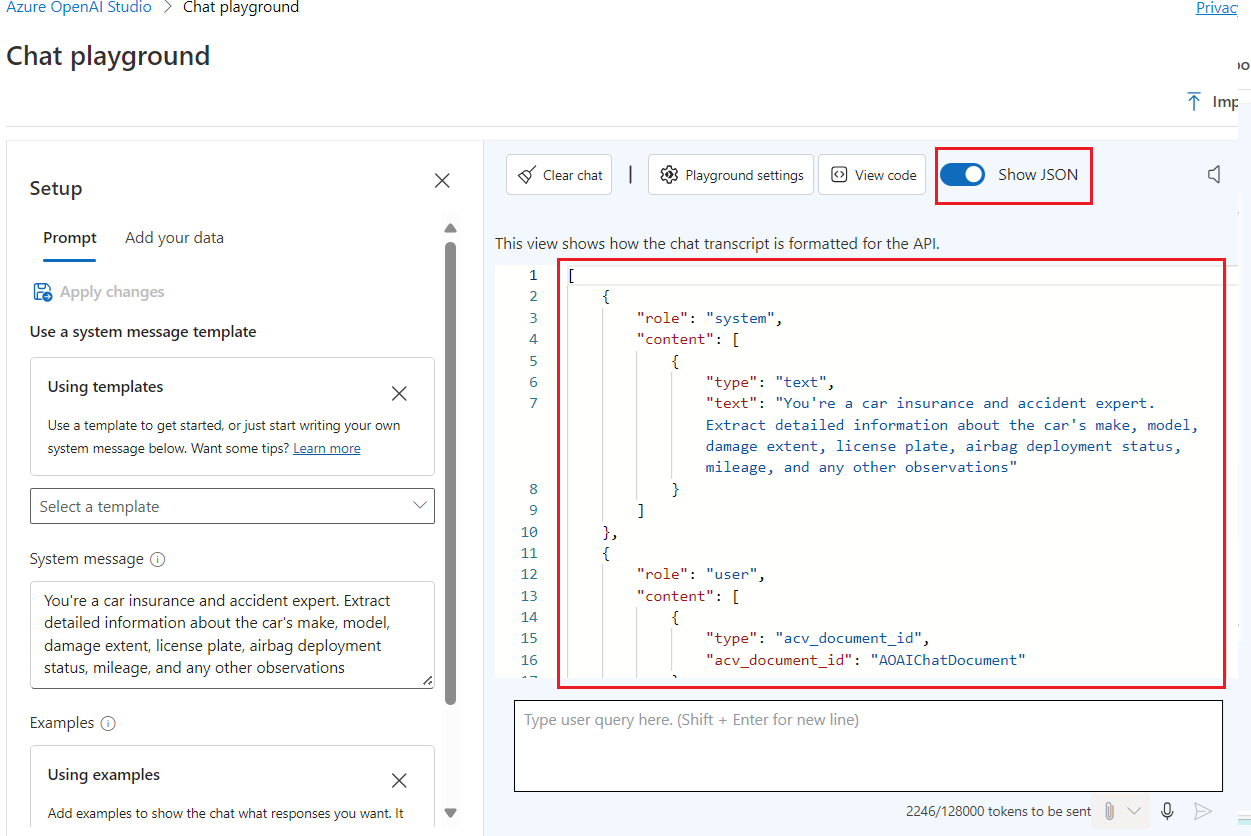 Azure OpenAI Studio > Chat playground
Privac
Chat playground
Imp
Setup
Prompt
Add your data
Apply changes
Use a system message template
Using templates
Use a template to get started, or just start writing your own
system message below. Want some tips? Learn more
Select a template
System message
You're a car insurance and accident expert. Extract
detailed information about the car's make, model,
damage extent, license plate, airbag deployment
status, mileage, and any other observations
Examples
Using examples
Add examples to show the chat what responses you want. It
Clear chat
|
Playground settings
View code
Show JSON
This view shows how the chat transcript is formatted for the API.
1 [
2 {
3 "role": "system",
4 "content": [
5 {
6 "type": "text",
7 "text": "You're a car insurance and accident expert.
Extract detailed information about the car's make, model,
damage extent, license plate, airbag deployment status,
mileage, and any other observations"
8 }
9 ]
10 },
11 {
12 "role": "user",
13 "content": [
14 {
15 "type": "acv_document_id",
16 "acv_document_id": "AOAIChatDocument"
Type user query here. (Shift + Enter for new line)
2246/128000 tokens to be sent